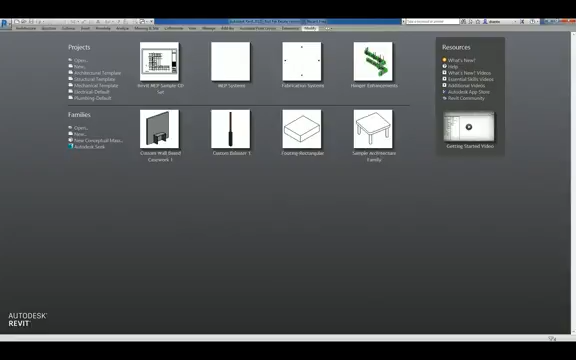 Projects
Open...
New...
Architectural Template
Structural Template
Mechanical Template
Electrical-Default
Plumbing-Default
Revit MEP Sample CD
Set
MEP Systems
Fabrication Systems
Hanger Enhancements
Families
Open...
New...
New Conceptual Mass...
Autodesk Seek
Custom Wall Based
Casework 1
Custom Baluster 1
Footing-Rectangular
Sample Architecture
Family
Resources
What's New?
Help
What's New? Videos
Essential Skills Videos
Additional Videos
Autodesk App Store
Revit Community
Getting Started Video
AUTODESK
REVIT